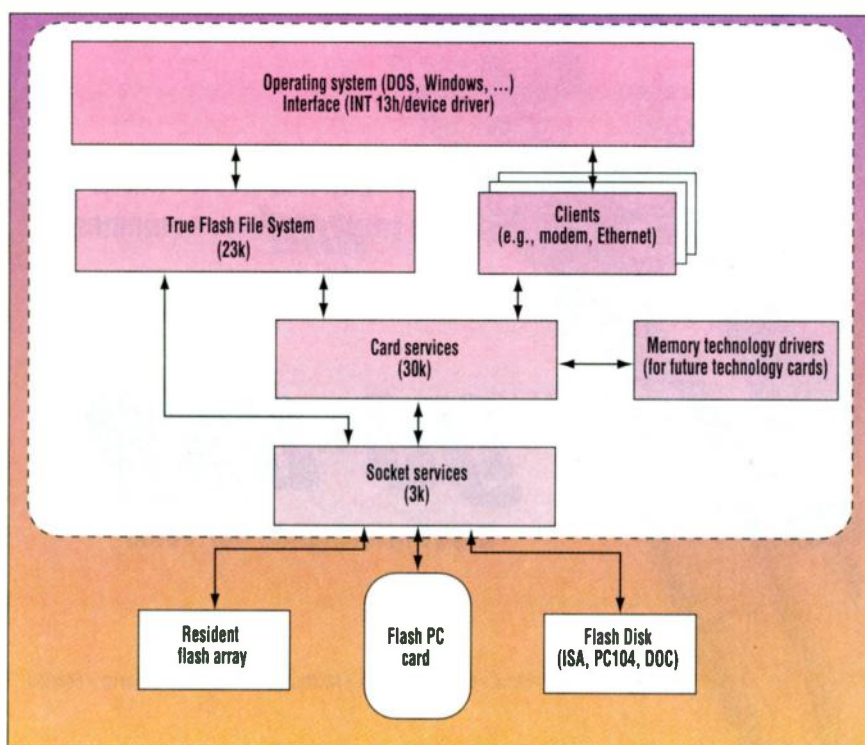 Operating system (DOS, Windows, ...)
Interface (INT 13h/device driver)
True Flash File System
(23k)
Clients
(e.g., modem, Ethernet)
Card services
(30k)
Memory technology drivers
(for future technology cards)
Socket services
(3k)
Resident
flash array
Flash PC
card
Flash Disk
(ISA, PC104, DOC)